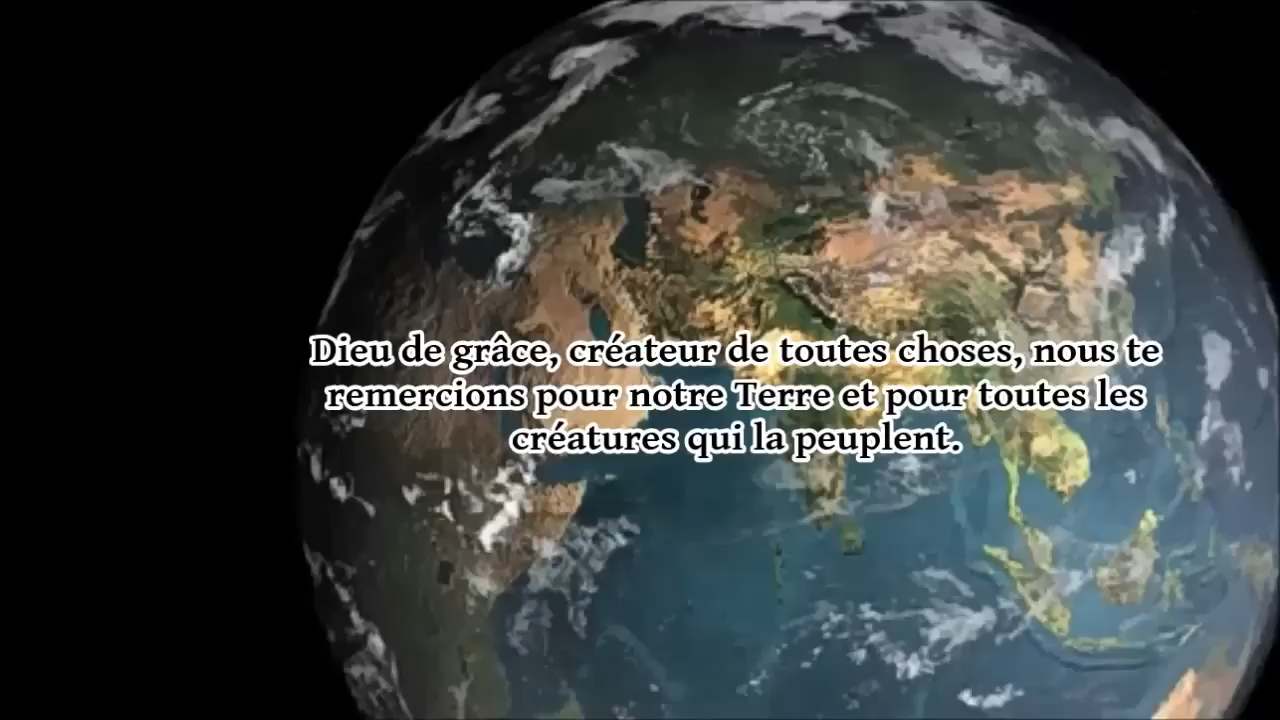 Dieu de grâce, créateur de toutes choses, nous te
remercions pour notre Terre et pour toutes les
créatures qui la peuplent.